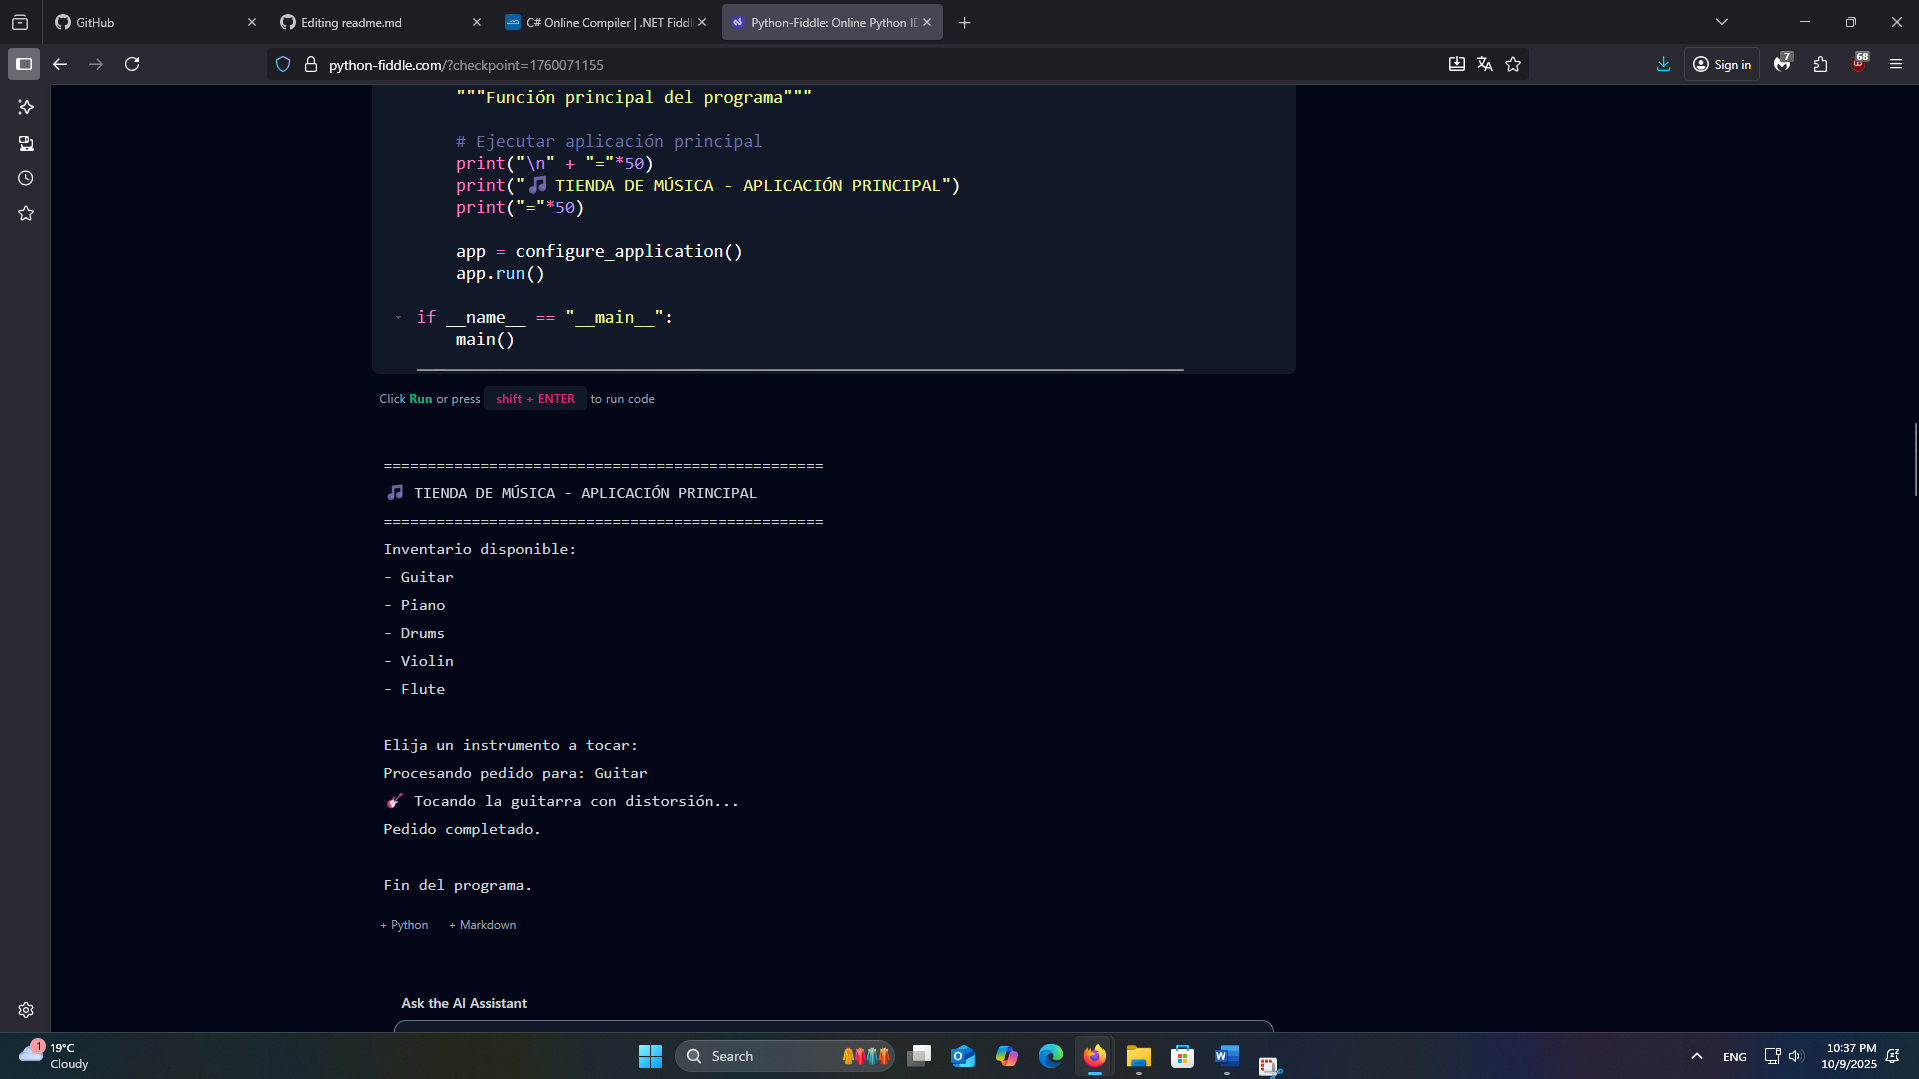 GitHub
Editing readme.md
C# Online Compiler | .NET Fiddl
Python-Fiddle: Online Python ID
python-fiddle.com/?checkpoint=1760071155
Sign in
7
68
"""Función principal del programa"""
# Ejecutar aplicación principal
print("\n" + "="*50)
print("🎵 TIENDA DE MÚSICA - APLICACIÓN PRINCIPAL")
print("="*50)
app = configure_application()
app.run()
if __name__ == "__main__":
main()
Click Run or press shift + ENTER to run code
==================================================
🎵 TIENDA DE MÚSICA - APLICACIÓN PRINCIPAL
==================================================
Inventario disponible:
- Guitar
- Piano
- Drums
- Violin
- Flute
Elija un instrumento a tocar:
Procesando pedido para: Guitar
🎸 Tocando la guitarra con distorsión...
Pedido completado.
Fin del programa.
+ Python + Markdown
Ask the AI Assistant
1
19°C
Cloudy
Search
ENG
10:37 PM
10/9/2025